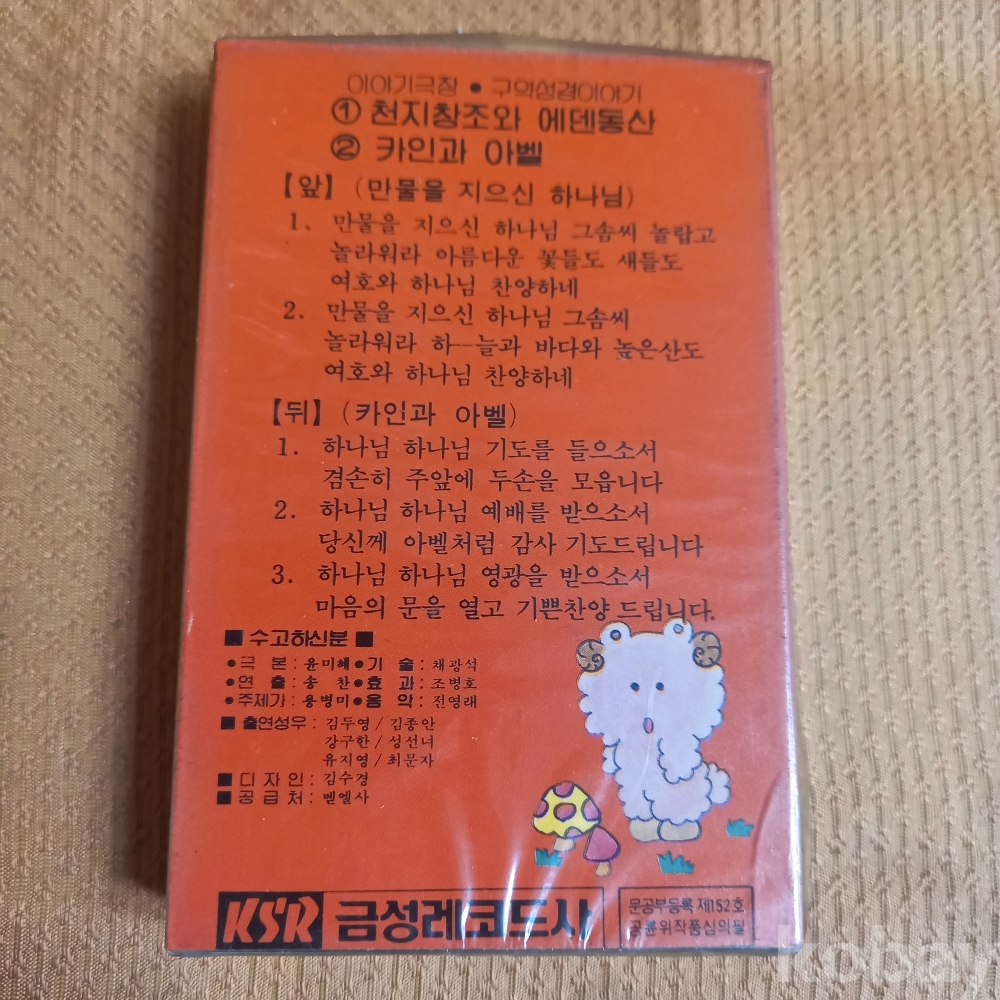 이야기극장 ● 구약성경이야기
① 천지창조와 에덴동산
② 카인과 아벨
【앞】 (만물을 지으신 하나님)
1. 만물을 지으신 하나님 그솜씨 놀랍고
놀라워라 아름다운 꽃들도 새들도
여호와 하나님 찬양하네
2. 만물을 지으신 하나님 그솜씨
놀라워라 하ー늘과 바다와 높은산도
여호와 하나님 찬양하네
【뒤】 (카인과 아벨)
1. 하나님 하나님 기도를 들으소서
겸손히 주앞에 두손을 모읍니다
2. 하나님 하나님 예배를 받으소서
당신께 아벨처럼 감사 기도드립니다
3. 하나님 하나님 영광을 받으소서
마음의 문을 열고 기쁜찬양 드립니다.
■ 수고하신분 ■
●극 본 : 윤미혜 ●기 술 : 채광석
●연 출 : 송 찬 ●효 과 : 조병호
●주제가 : 용병미 ●음 악 : 전영래
■ 출연성우 : 김두영 / 김종안
강구한 / 성선녀
유지영 / 최문자
■ 디자인 : 김수경
■ 공급처 : 벧엘사
KSR 금성레코드사
문공부등록 제152호
공륜위작품심의필
kobay